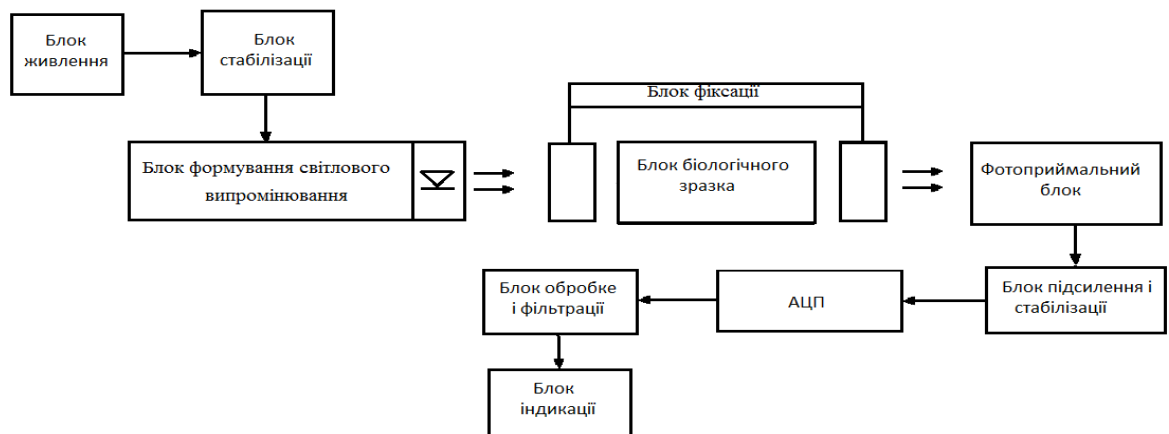 Блок
живлення
Блок
стабілізації
Блок фіксації
Блок формування світлового
випромінювання
Блок біологічного
зразка
Фотоприймальний
блок
Блок обробке
і фільтрації
АЦП
Блок підсилення і
стабілізації
Блок
індикації